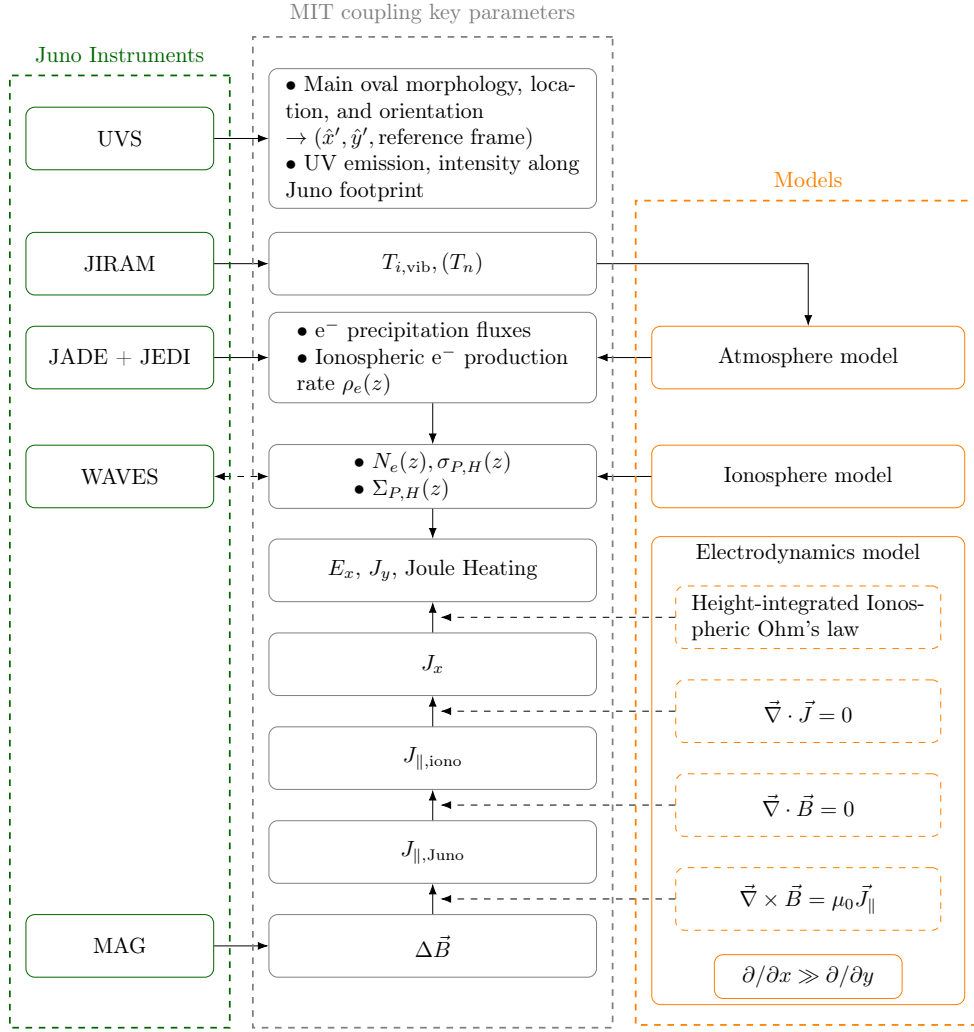 MIT coupling key parameters
Juno Instruments
Models
UVS
• Main oval morphology, loca-
tion, and orientation
→ (x̂′, ŷ′, reference frame)
• UV emission, intensity along
Juno footprint
JIRAM
T_{i,vib}, (T_n)
JADE + JEDI
• e⁻ precipitation fluxes
• Ionospheric e⁻ production
rate ρ_e(z)
Atmosphere model
WAVES
• N_e(z), σ_{P,H}(z)
• Σ_{P,H}(z)
Ionosphere model
Electrodynamics model
E_x, J_y, Joule Heating
Height-integrated Ionos-
pheric Ohm's law
J_x
∇⃗ · J⃗ = 0
J_{∥,iono}
∇⃗ · B⃗ = 0
J_{∥,Juno}
∇⃗ × B⃗ = μ₀J⃗_∥
MAG
ΔB⃗
∂/∂x ≫ ∂/∂y